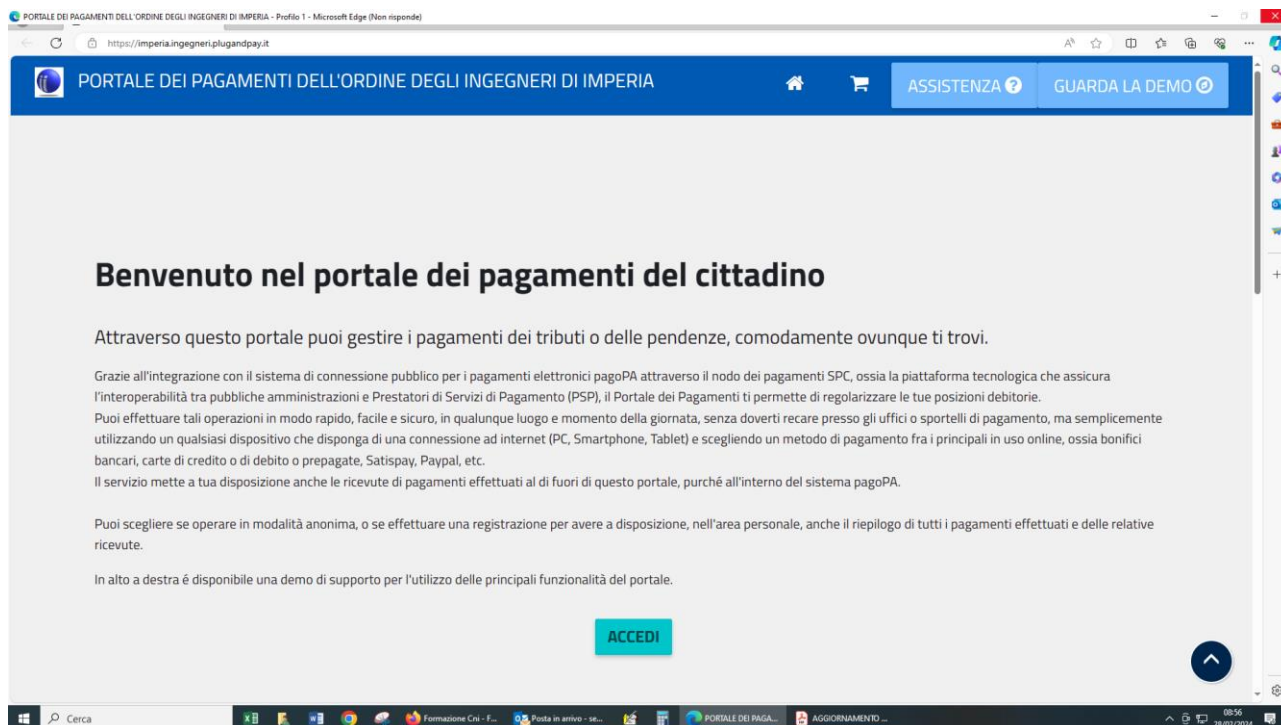 PORTALE DEI PAGAMENTI DELL'ORDINE DEGLI INGEGNERI DI IMPERIA - Profilo 1 - Microsoft Edge (Non risponde)
https://imperia.ingegneri.plugandpay.it
PORTALE DEI PAGAMENTI DELL'ORDINE DEGLI INGEGNERI DI IMPERIA
ASSISTENZA
GUARDA LA DEMO
Benvenuto nel portale dei pagamenti del cittadino
Attraverso questo portale puoi gestire i pagamenti dei tributi o delle pendenze, comodamente ovunque ti trovi.
Grazie all'integrazione con il sistema di connessione pubblico per i pagamenti elettronici pagoPA attraverso il nodo dei pagamenti SPC, ossia la piattaforma tecnologica che assicura
l'interoperabilità tra pubbliche amministrazioni e Prestatori di Servizi di Pagamento (PSP), il Portale dei Pagamenti ti permette di regolarizzare le tue posizioni debitorie.
Puoi effettuare tali operazioni in modo rapido, facile e sicuro, in qualunque luogo e momento della giornata, senza doverti recare presso gli uffici o sportelli di pagamento, ma semplicemente
utilizzando un qualsiasi dispositivo che disponga di una connessione ad internet (PC, Smartphone, Tablet) e scegliendo un metodo di pagamento fra i principali in uso online, ossia bonifici
bancari, carte di credito o di debito o prepagate, Satispay, Paypal, etc.
Il servizio mette a tua disposizione anche le ricevute di pagamenti effettuati al di fuori di questo portale, purché all'interno del sistema pagoPA.
Puoi scegliere se operare in modalità anonima, o se effettuare una registrazione per avere a disposizione, nell'area personale, anche il riepilogo di tutti i pagamenti effettuati e delle relative
ricevute.
In alto a destra é disponibile una demo di supporto per l'utilizzo delle principali funzionalità del portale.
ACCEDI
Cerca
Formazione Cni - F...
Posta in arrivo - se...
PORTALE DEI PAGA...
AGGIORNAMENTO ...
08:56